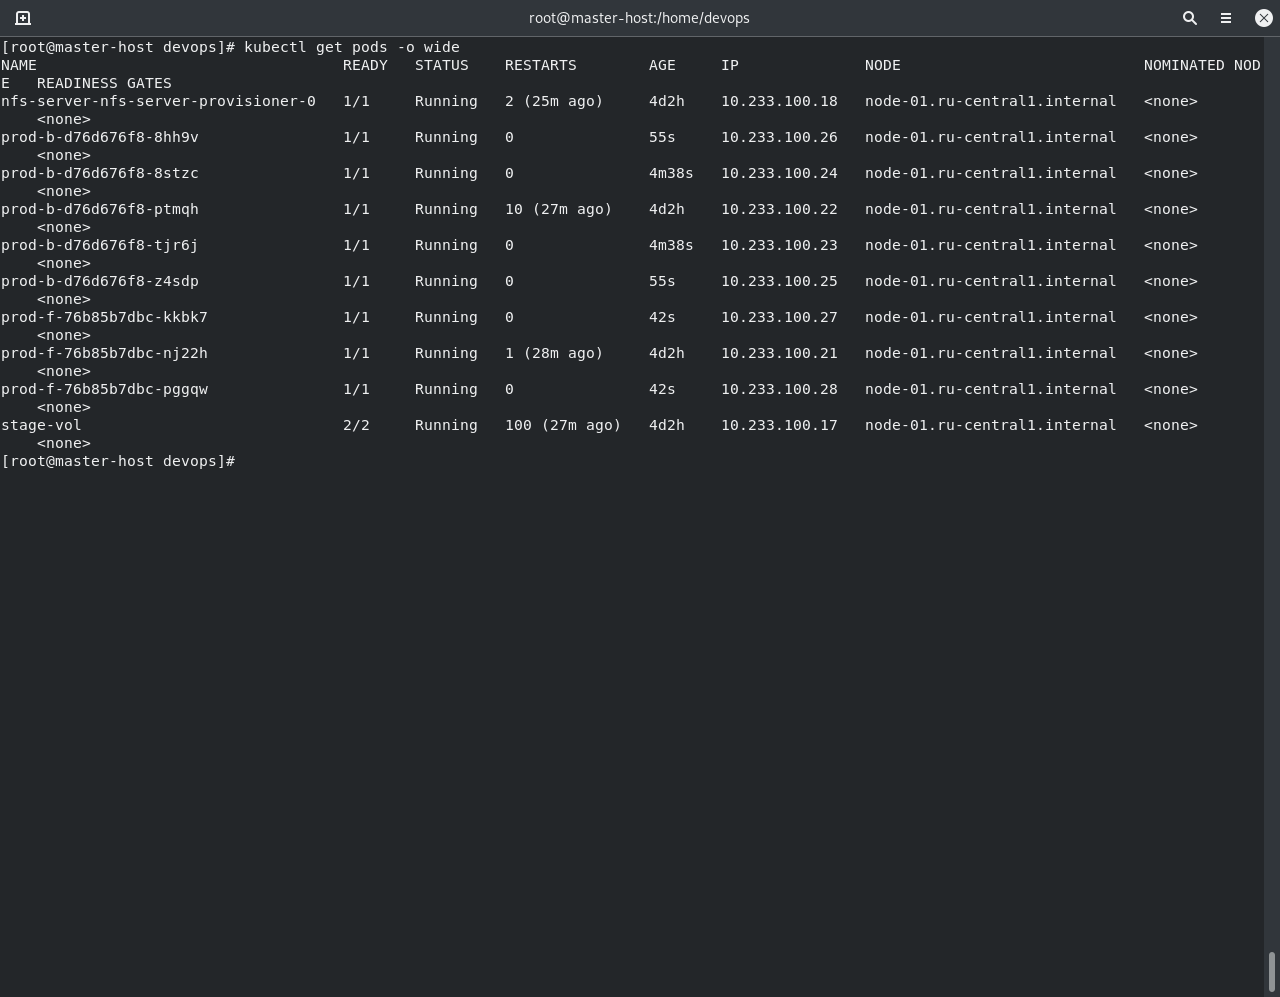 root@master-host:/home/devops
[root@master-host devops]# kubectl get pods -o wide
NAME                                  READY   STATUS    RESTARTS        AGE     IP              NODE                           NOMINATED NOD
E   READINESS GATES
nfs-server-nfs-server-provisioner-0   1/1     Running   2 (25m ago)     4d2h    10.233.100.18   node-01.ru-central1.internal   <none>
    <none>
prod-b-d76d676f8-8hh9v                1/1     Running   0               55s     10.233.100.26   node-01.ru-central1.internal   <none>
    <none>
prod-b-d76d676f8-8stzc                1/1     Running   0               4m38s   10.233.100.24   node-01.ru-central1.internal   <none>
    <none>
prod-b-d76d676f8-ptmqh                1/1     Running   10 (27m ago)    4d2h    10.233.100.22   node-01.ru-central1.internal   <none>
    <none>
prod-b-d76d676f8-tjr6j                1/1     Running   0               4m38s   10.233.100.23   node-01.ru-central1.internal   <none>
    <none>
prod-b-d76d676f8-z4sdp                1/1     Running   0               55s     10.233.100.25   node-01.ru-central1.internal   <none>
    <none>
prod-f-76b85b7dbc-kkbk7               1/1     Running   0               42s     10.233.100.27   node-01.ru-central1.internal   <none>
    <none>
prod-f-76b85b7dbc-nj22h               1/1     Running   1 (28m ago)     4d2h    10.233.100.21   node-01.ru-central1.internal   <none>
    <none>
prod-f-76b85b7dbc-pggqw               1/1     Running   0               42s     10.233.100.28   node-01.ru-central1.internal   <none>
    <none>
stage-vol                             2/2     Running   100 (27m ago)   4d2h    10.233.100.17   node-01.ru-central1.internal   <none>
    <none>
[root@master-host devops]#